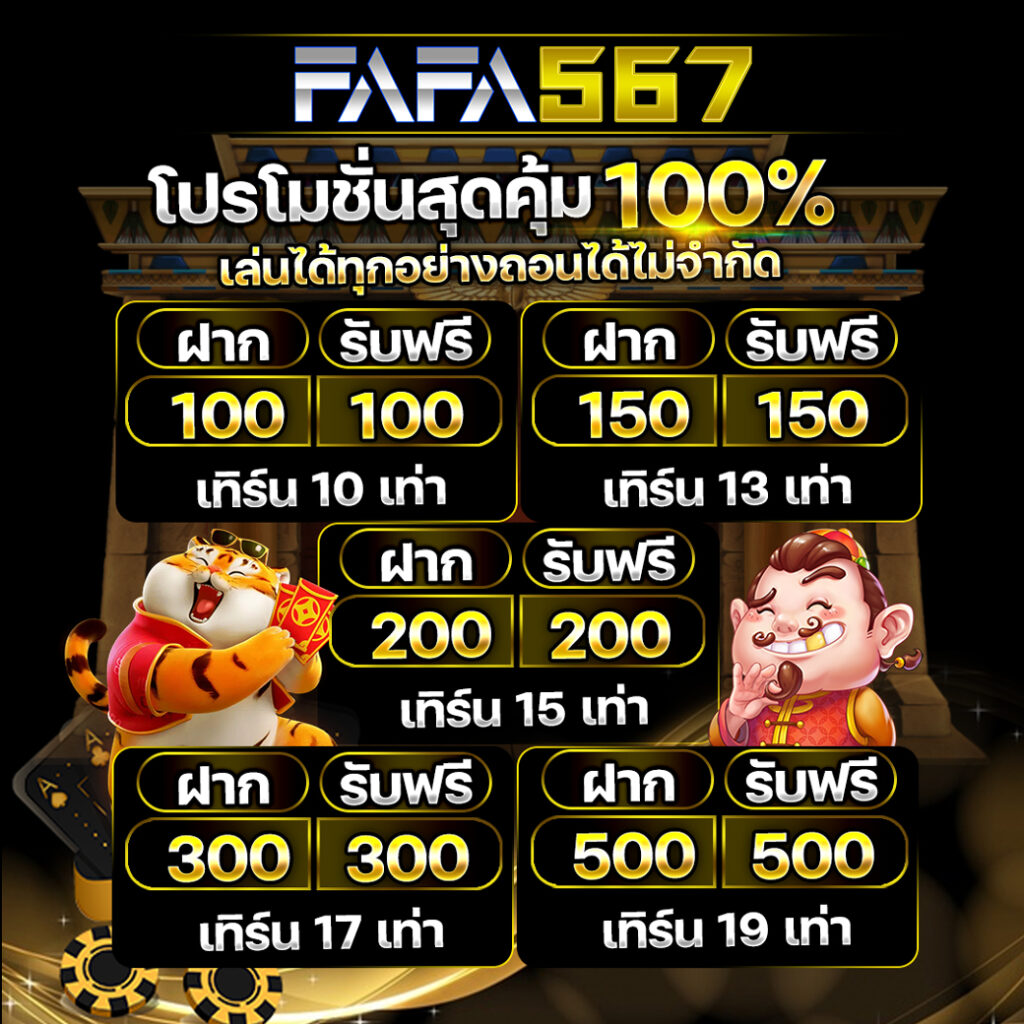 FAFA567
โปรโมชั่นสุดคุ้ม 100%
เล่นได้ทุกอย่างถอนได้ไม่จำกัด
ฝาก รับฟรี
100 100
เทิร์น 10 เท่า
ฝาก รับฟรี
150 150
เทิร์น 13 เท่า
ฝาก รับฟรี
200 200
เทิร์น 15 เท่า
ฝาก รับฟรี
300 300
เทิร์น 17 เท่า
ฝาก รับฟรี
500 500
เทิร์น 19 เท่า
A
A